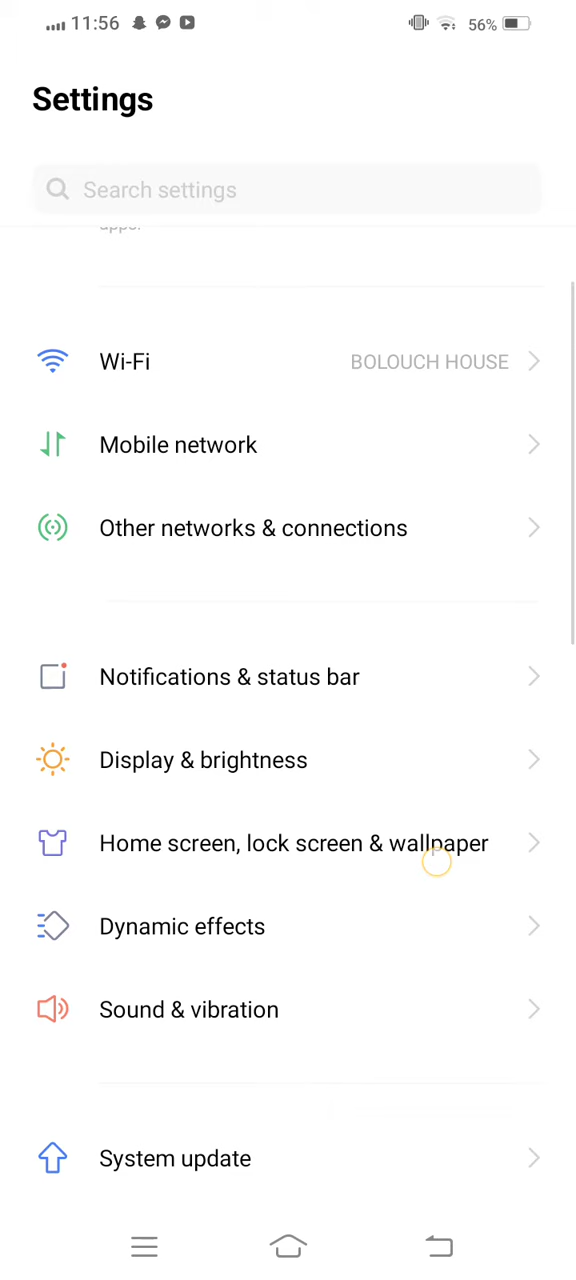 11:56 56%
Settings
Search settings
apps.
Wi-Fi BOLOUCH HOUSE
Mobile network
Other networks & connections
Notifications & status bar
Display & brightness
Home screen, lock screen & wallpaper
Dynamic effects
Sound & vibration
System update